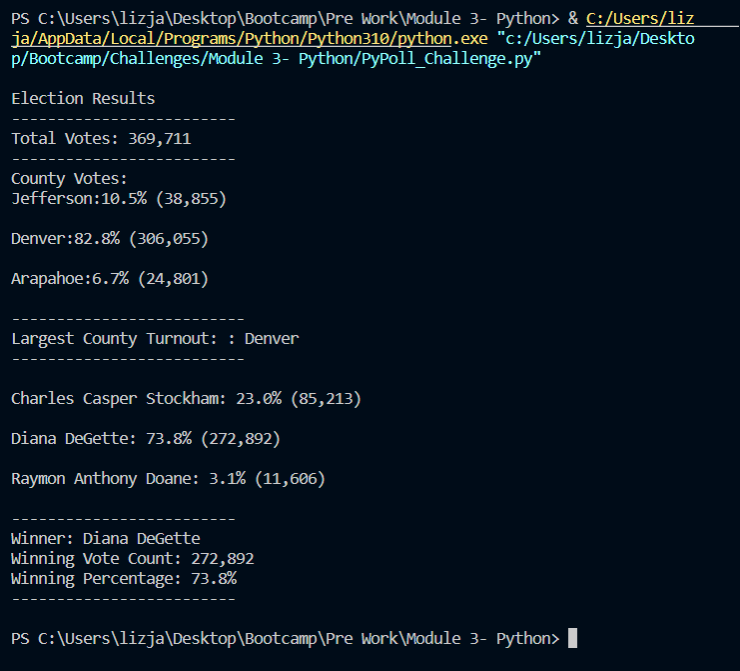 PS C:\Users\lizja\Desktop\Bootcamp\Pre Work\Module 3- Python> & C:/Users/liz
ja/AppData/Local/Programs/Python/Python310/python.exe "c:/Users/lizja/Deskto
p/Bootcamp/Challenges/Module 3- Python/PyPoll_Challenge.py"
Election Results
-------------------------
Total Votes: 369,711
-------------------------
County Votes:
Jefferson:10.5% (38,855)
Denver:82.8% (306,055)
Arapahoe:6.7% (24,801)
--------------------------
Largest County Turnout: : Denver
--------------------------
Charles Casper Stockham: 23.0% (85,213)
Diana DeGette: 73.8% (272,892)
Raymon Anthony Doane: 3.1% (11,606)
-------------------------
Winner: Diana DeGette
Winning Vote Count: 272,892
Winning Percentage: 73.8%
-------------------------
PS C:\Users\lizja\Desktop\Bootcamp\Pre Work\Module 3- Python>